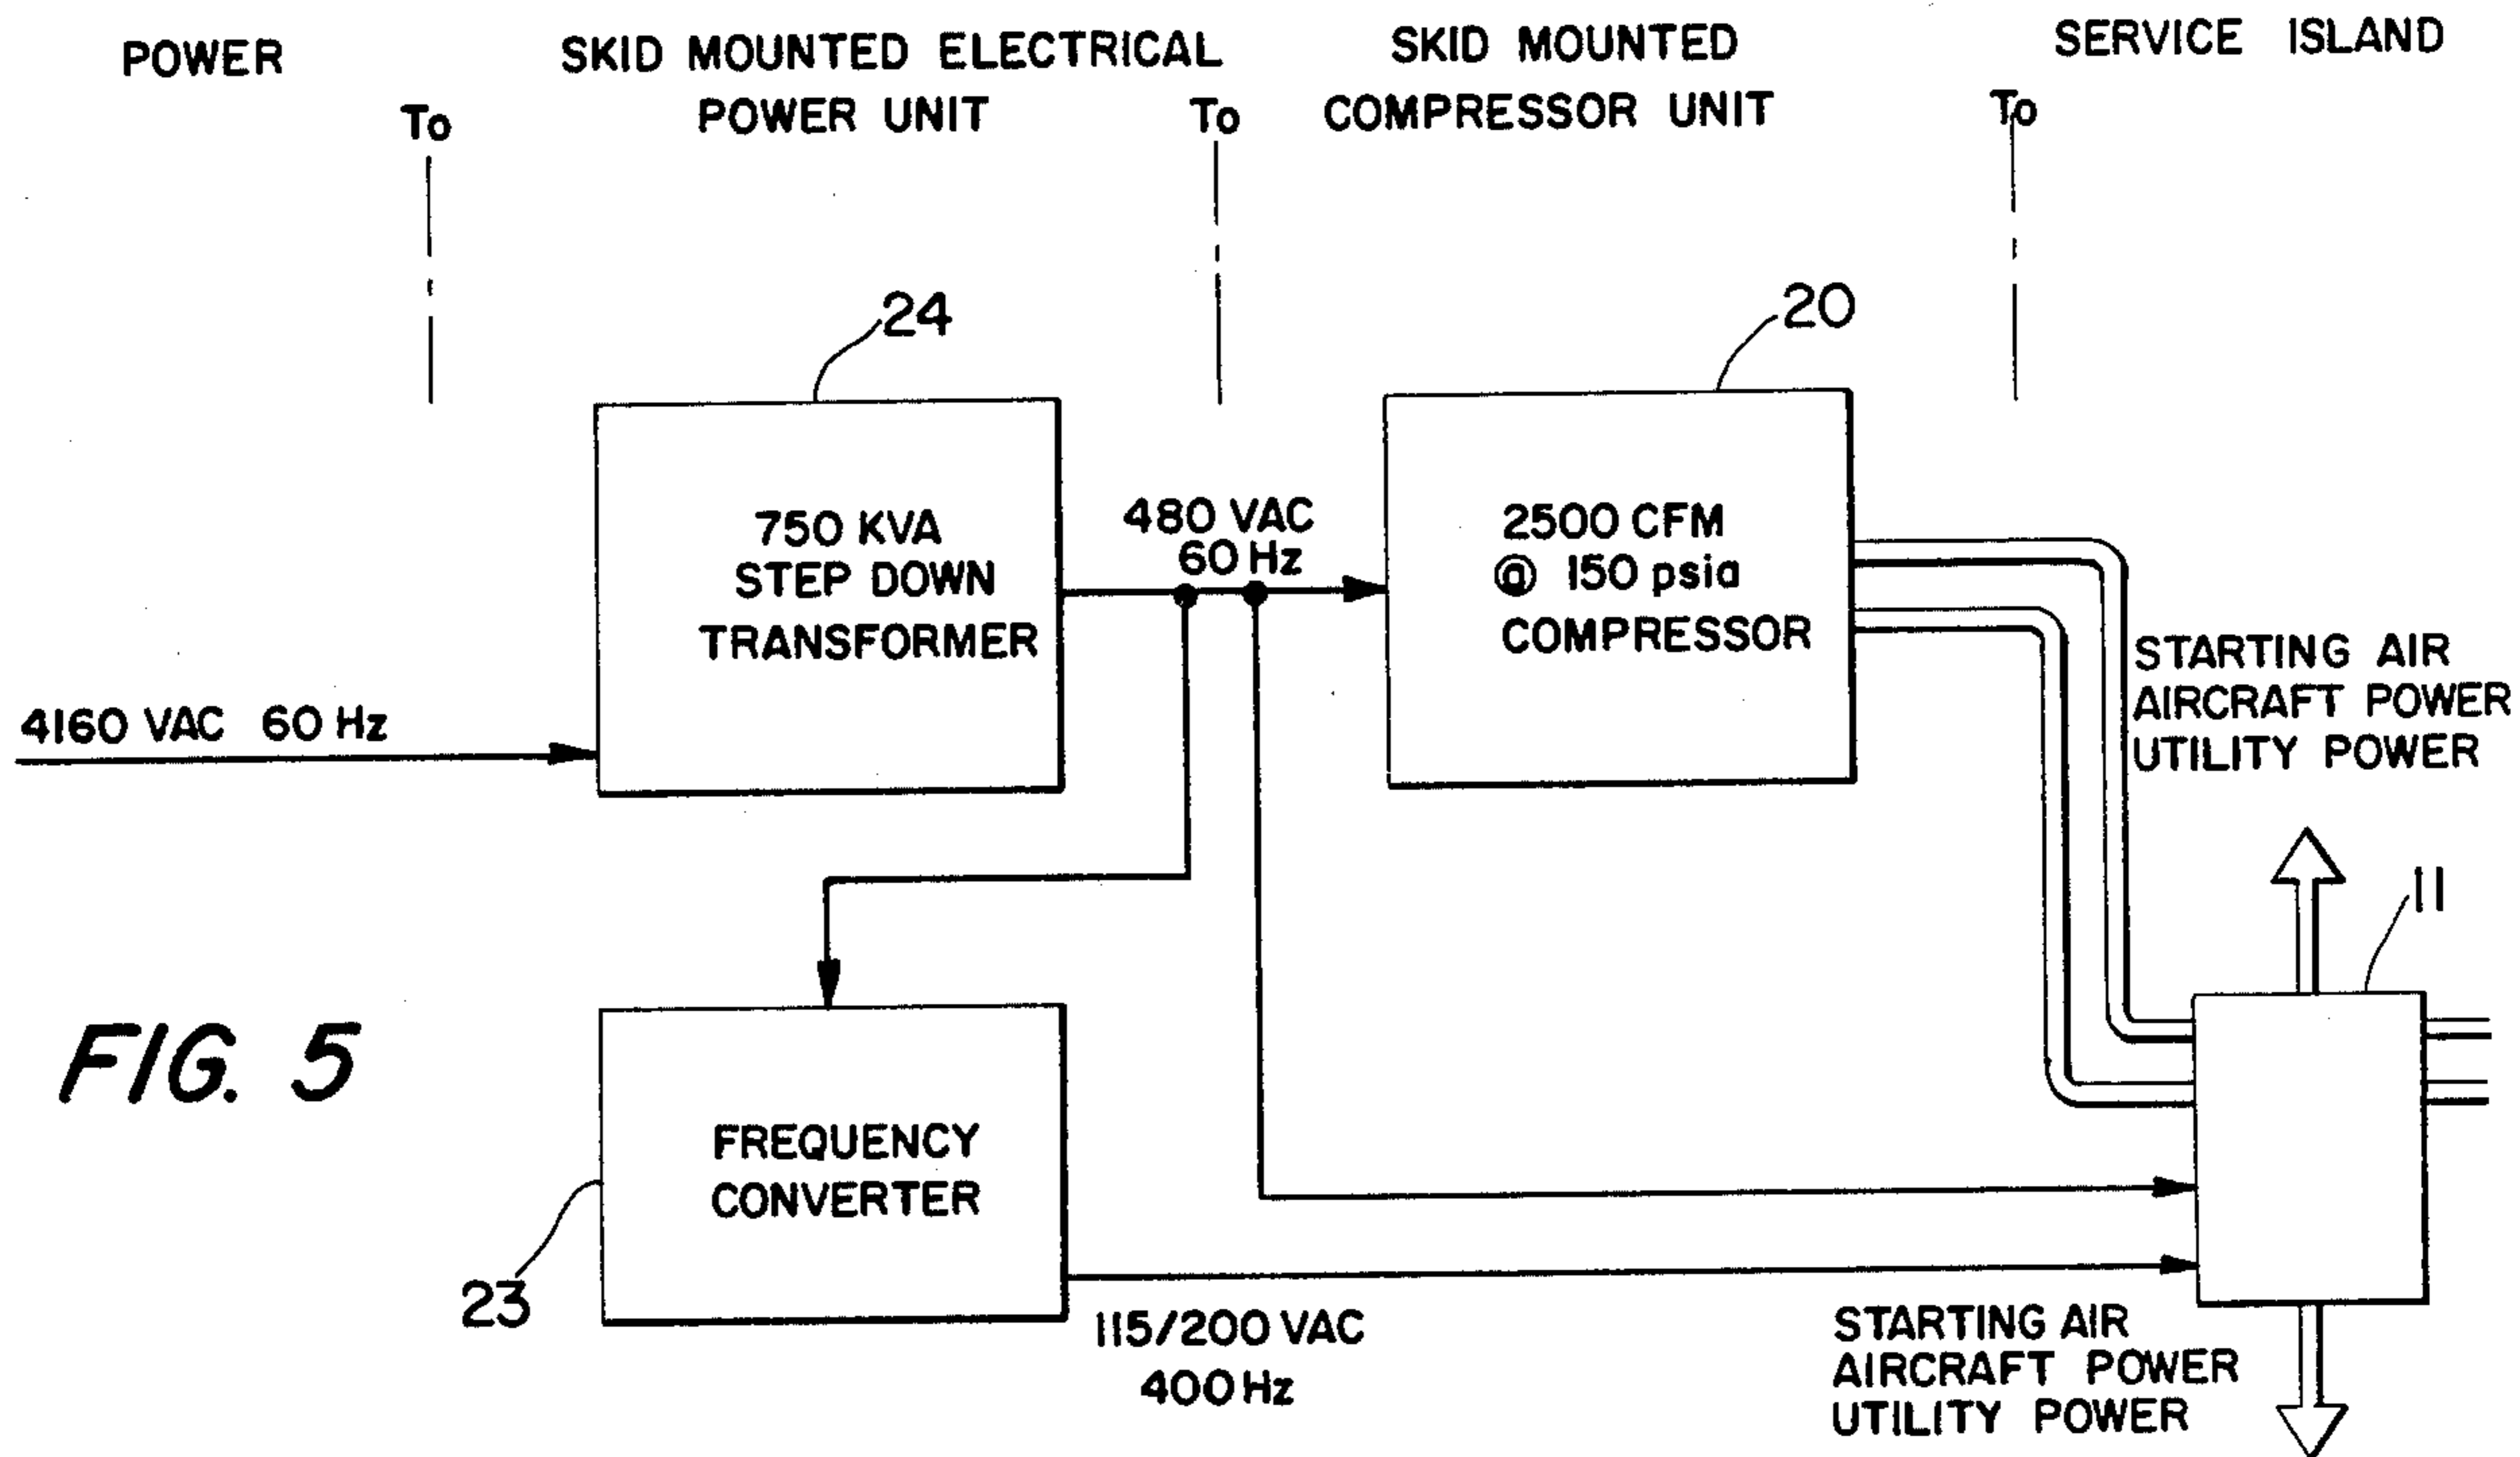 POWER
To
SKID MOUNTED ELECTRICAL
POWER UNIT
To
SKID MOUNTED
COMPRESSOR UNIT
To
SERVICE ISLAND
24
20
750 KVA
STEP DOWN
TRANSFORMER
480 VAC
60 Hz
2500 CFM
@ 150 psia
COMPRESSOR
4160 VAC 60 Hz
STARTING AIR
AIRCRAFT POWER
UTILITY POWER
11
FIG. 5
FREQUENCY
CONVERTER
23
115/200 VAC
400 Hz
STARTING AIR
AIRCRAFT POWER
UTILITY POWER